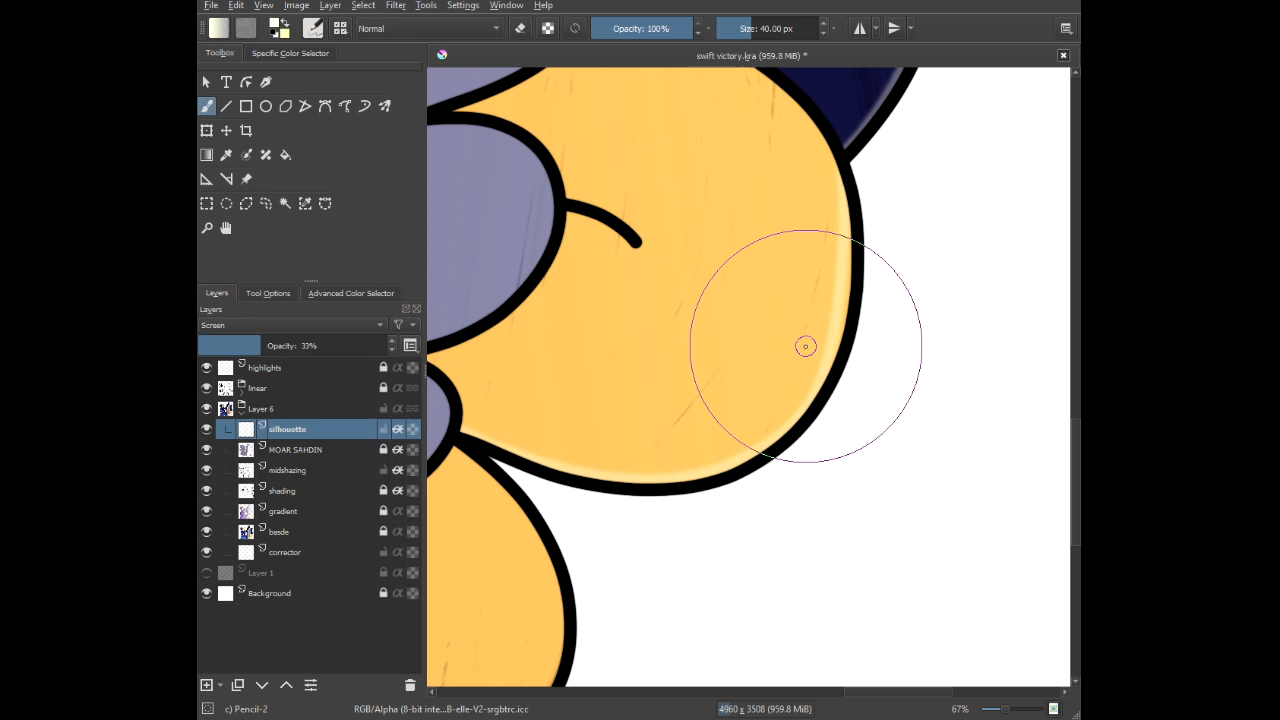 File Edit View Image Layer Select Filter Tools Settings Window Help
Normal Opacity: 100% Size: 40.00 px
Toolbox Specific Color Selector
swift victory.kra (959.8 MiB) *
Layers Tool Options Advanced Color Selector
Layers
Screen
Opacity: 33%
highlights
linear
Layer 6
silhouette
MOAR SAHDIN
midshazing
shading
gradient
basde
corrector
Layer 1
Background
c) Pencil-2 RGB/Alpha (8-bit inte...B-elle-V2-srgbtrc.icc 4960 x 3508 (959.8 MiB) 67%